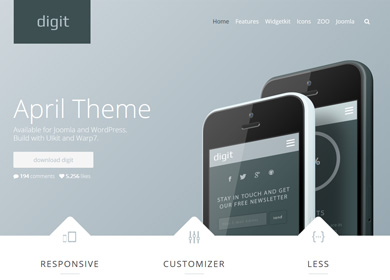 digit
Home Features Widgetkit Icons ZOO Joomla
April Theme
Available for Joomla and WordPress.
Build with Uikit and Warp7.
download digit
194 comments 5.256 likes
digit
STAY IN TOUCH AND GET
OUR FREE NEWSLETTER
%
RESPONSIVE CUSTOMIZER LESS